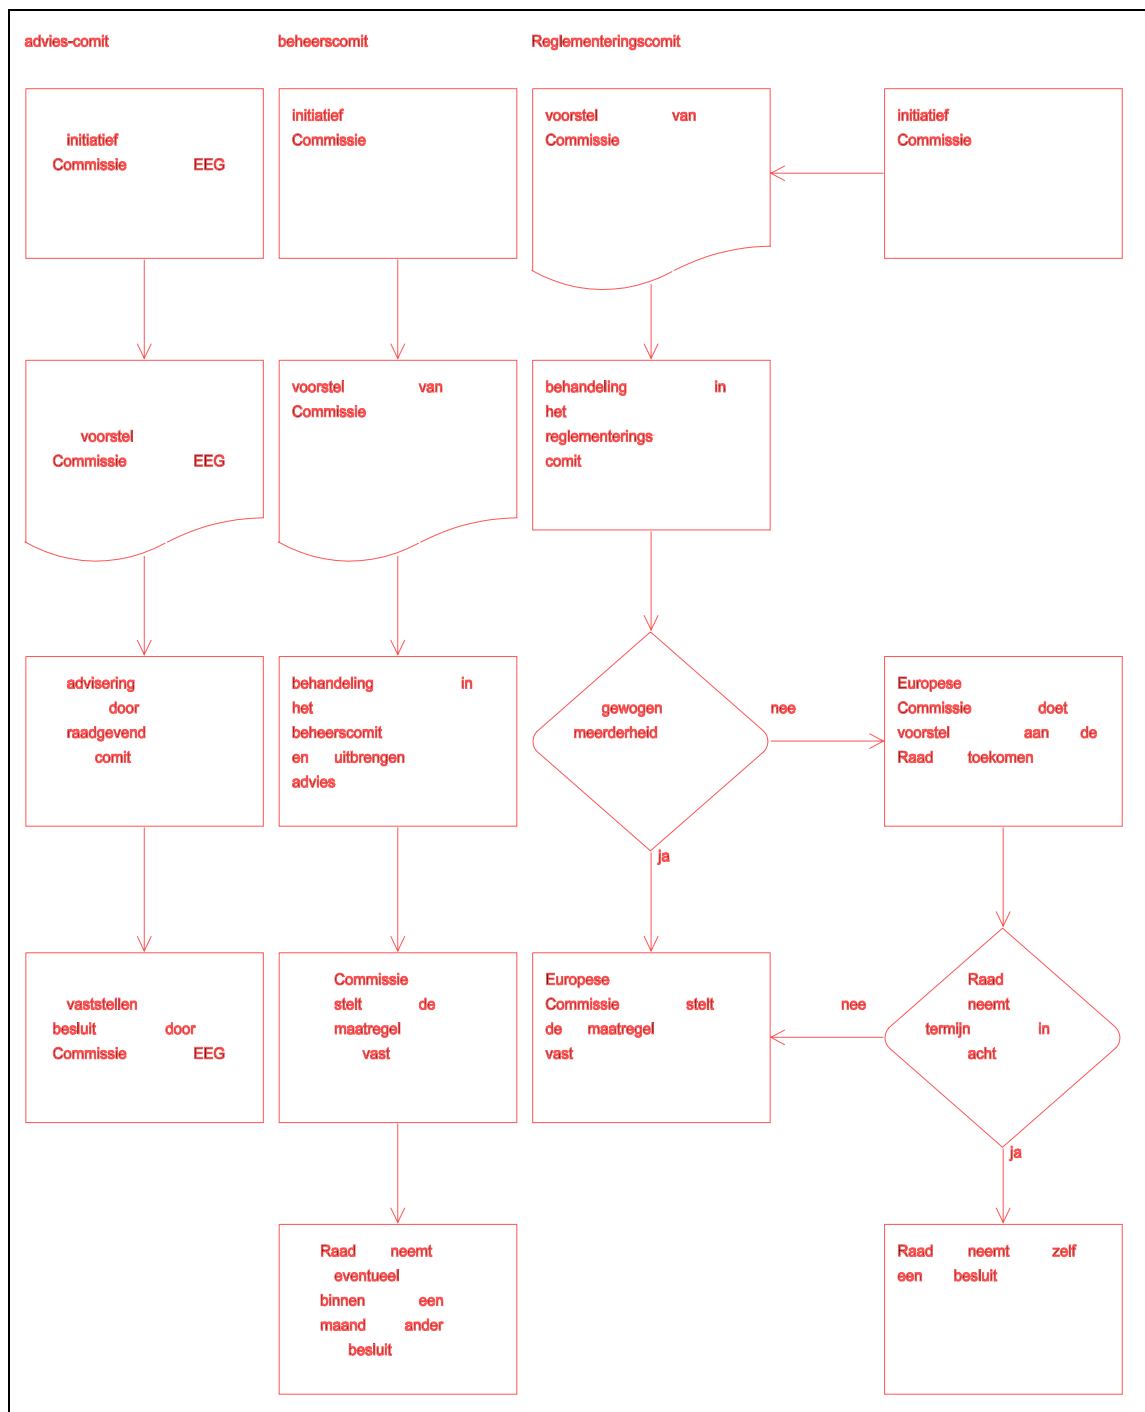 advies-comit
beheerscomit
Reglementeringscomit
initiatief
Commissie EEG
initiatief
Commissie
voorstel van
Commissie
initiatief
Commissie
voorstel
Commissie EEG
voorstel van
Commissie
behandeling in
het
reglementerings
comit
advisering
door
raadgevend
comit
behandeling in
het
beheerscomit
en uitbrengen
advies
gewogen
meerderheid
nee
Europese
Commissie doet
voorstel aan de
Raad toekomen
ja
vaststellen
besluit door
Commissie EEG
Commissie
stelt de
maatregel
vast
Europese
Commissie stelt
de maatregel
vast
nee
Raad
neemt
termijn in
acht
ja
Raad neemt
eventueel
binnen een
maand ander
besluit
Raad neemt zelf
een besluit